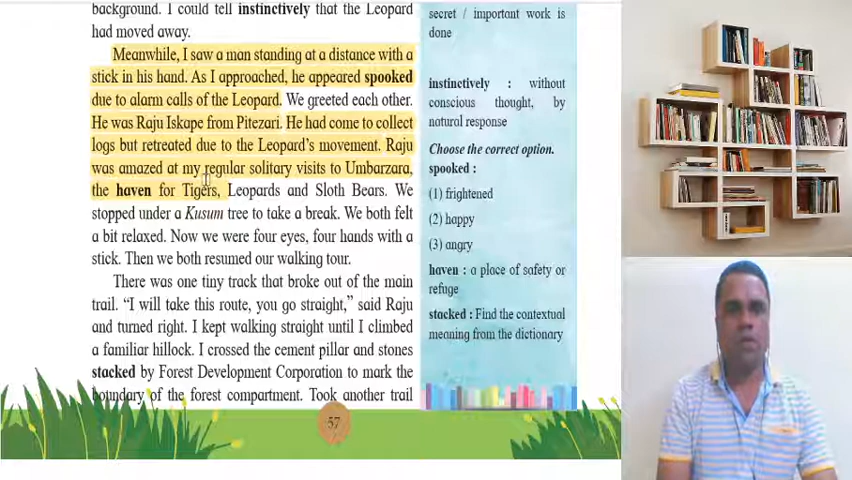 background. I could tell instinctively that the Leopard
had moved away.
Meanwhile, I saw a man standing at a distance with a
stick in his hand. As I approached, he appeared spooked
due to alarm calls of the Leopard. We greeted each other.
He was Raju Iskape from Pitezari. He had come to collect
logs but retreated due to the Leopard's movement. Raju
was amazed at my regular solitary visits to Umbarzara,
the haven for Tigers, Leopards and Sloth Bears. We
stopped under a Kusum tree to take a break. We both felt
a bit relaxed. Now we were four eyes, four hands with a
stick. Then we both resumed our walking tour.
There was one tiny track that broke out of the main
trail. “I will take this route, you go straight,” said Raju
and turned right. I kept walking straight until I climbed
a familiar hillock. I crossed the cement pillar and stones
stacked by Forest Development Corporation to mark the
boundary of the forest compartment. Took another trail
57
secret / important work is
done
instinctively : without
conscious thought, by
natural response
Choose the correct option.
spooked :
(1) frightened
(2) happy
(3) angry
haven : a place of safety or
refuge
stacked : Find the contextual
meaning from the dictionary